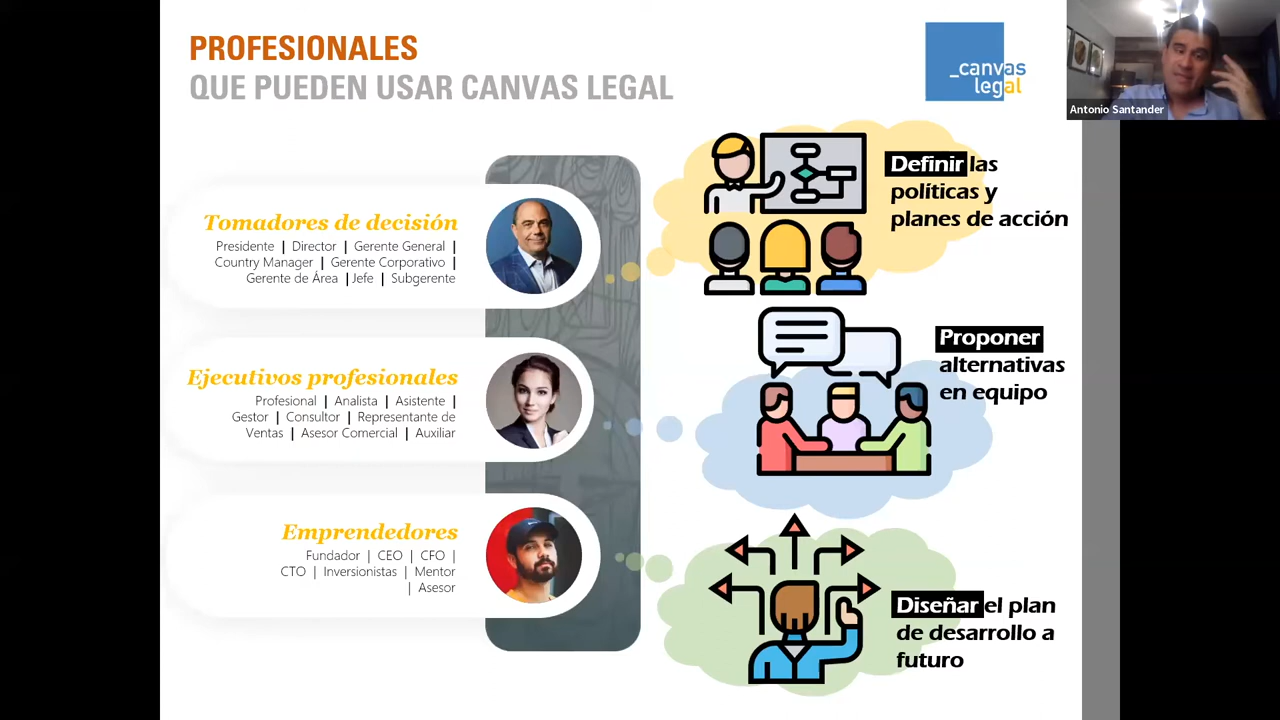 PROFESIONALES
QUE PUEDEN USAR CANVAS LEGAL
_canvas
legal
Antonio Santander
Tomadores de decisión
Presidente | Director | Gerente General |
Country Manager | Gerente Corporativo |
Gerente de Área | Jefe | Subgerente
Definir las
políticas y
planes de acción
Ejecutivos profesionales
Profesional | Analista | Asistente |
Gestor | Consultor | Representante de
Ventas | Asesor Comercial | Auxiliar
Proponer
alternativas
en equipo
Emprendedores
Fundador | CEO | CFO |
CTO | Inversionistas | Mentor
| Asesor
Diseñar el plan
de desarrollo a
futuro